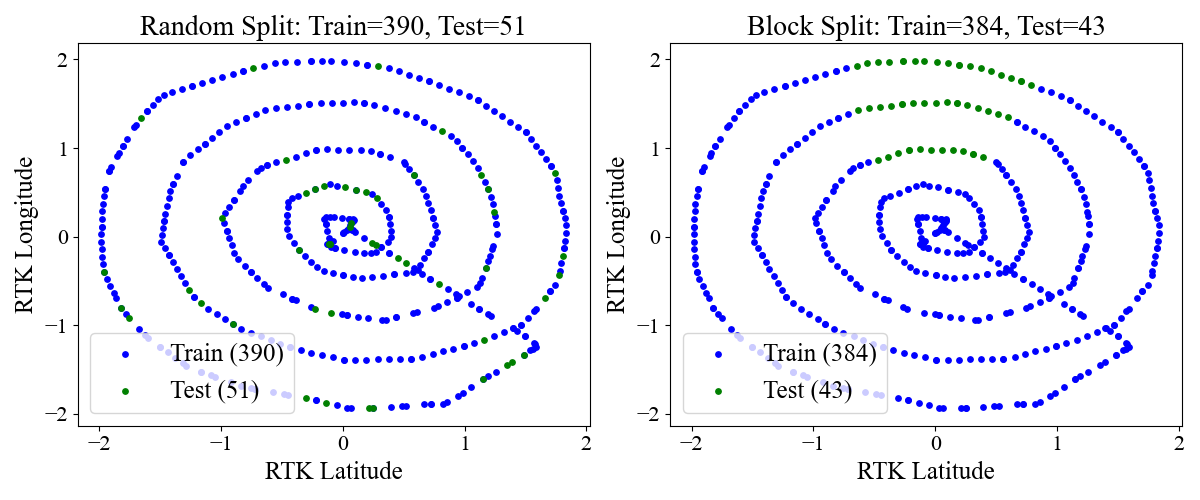 Random Split: Train=390, Test=51
2
1
0
−1
−2
RTK Longitude
Train (390)
Test (51)
−2 −1 0 1 2
RTK Latitude
Block Split: Train=384, Test=43
2
1
0
−1
−2
RTK Longitude
Train (384)
Test (43)
−2 −1 0 1 2
RTK Latitude